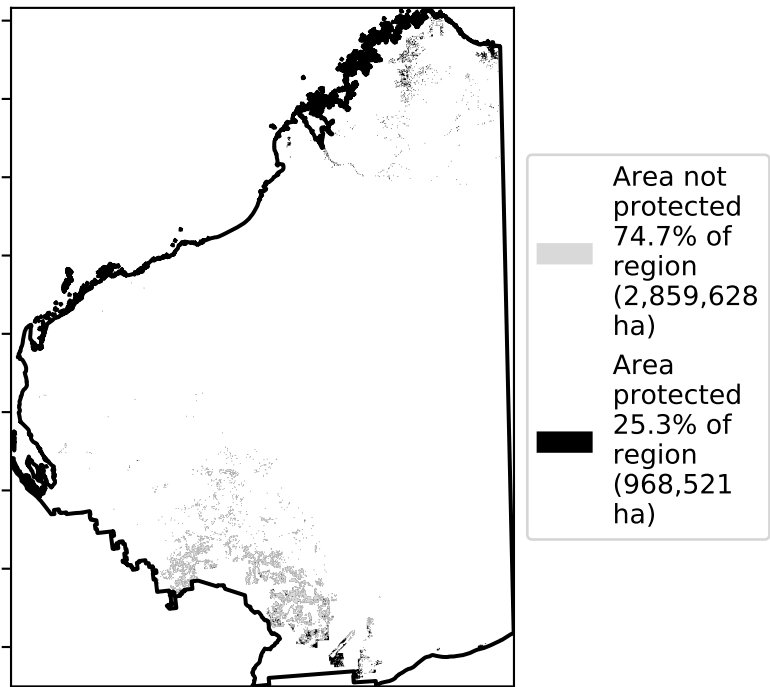 Area not
protected
74.7% of
region
(2,859,628
ha)
Area
protected
25.3% of
region
(968,521
ha)